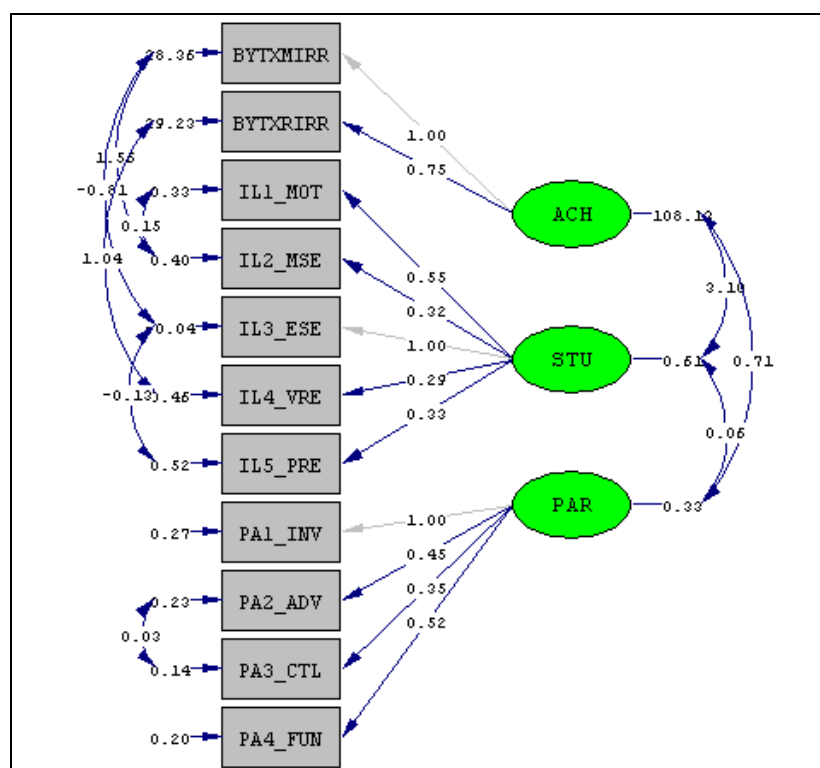 28.36 BYTXMIRR
1.00
29.23 BYTXRIRR
1.55
0.75
-0.81 0.33 IL1_MOT
ACH 108.12
0.15
1.04 0.40 IL2_MSE
0.55
3.10
0.32
0.04 IL3_ESE
1.00
STU 0.61 0.71
0.29
-0.13 0.46 IL4_VRE
0.33
0.06
0.52 IL5_PRE
PAR 0.33
1.00
0.27 PA1_INV
0.45
0.35
0.23 PA2_ADV
0.52
0.03
0.14 PA3_CTL
0.20 PA4_FUN